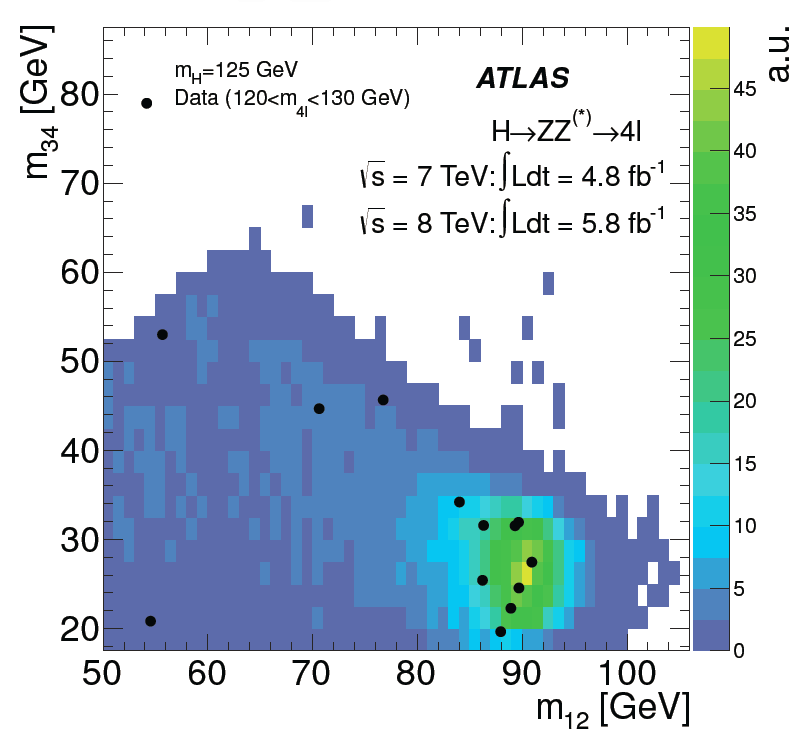 m_H=125 GeV
Data (120<m_4l<130 GeV)
ATLAS
H→ZZ^(*)→4l
√s = 7 TeV:∫Ldt = 4.8 fb^-1
√s = 8 TeV:∫Ldt = 5.8 fb^-1
m_34 [GeV]
80
70
60
50
40
30
20
50 60 70 80 90 100
m_12 [GeV]
a.u.
45
40
35
30
25
20
15
10
5
0